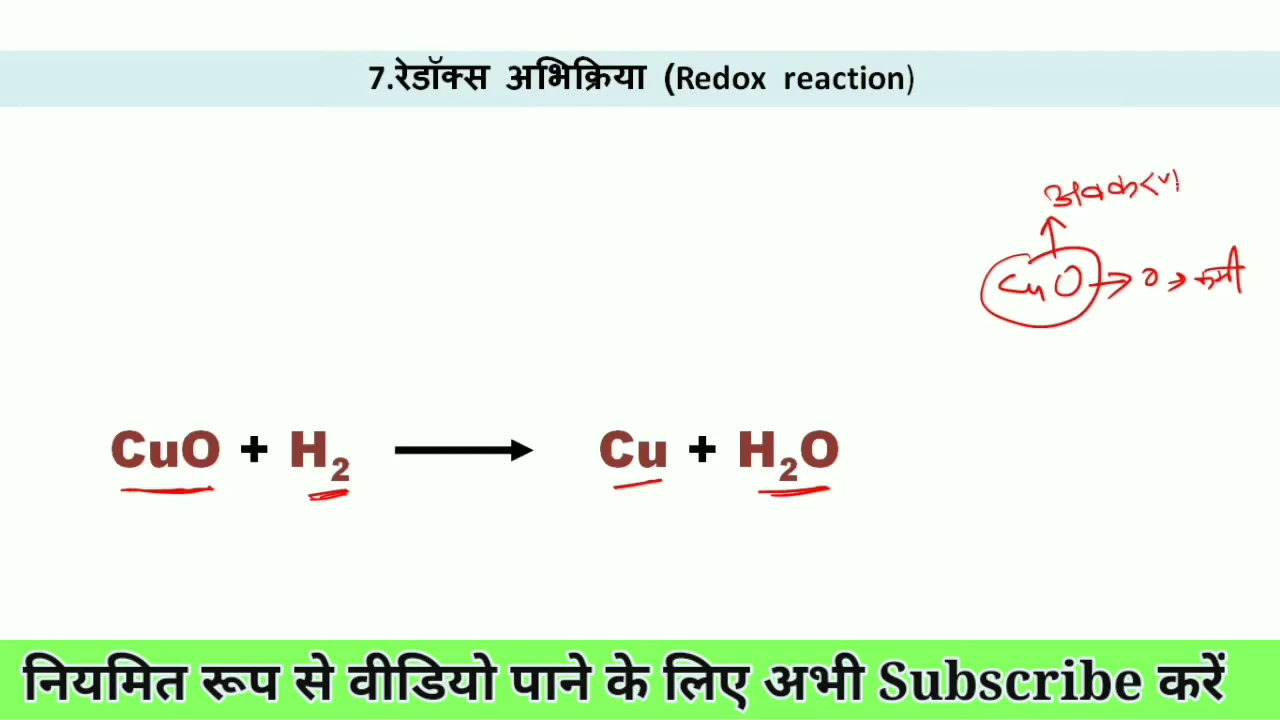 7.रेडॉक्स अभिक्रिया (Redox reaction)
अवकरण
CuO → O → कमी
CuO + H₂ ⟶ Cu + H₂O
नियमित रूप से वीडियो पाने के लिए अभी Subscribe करें